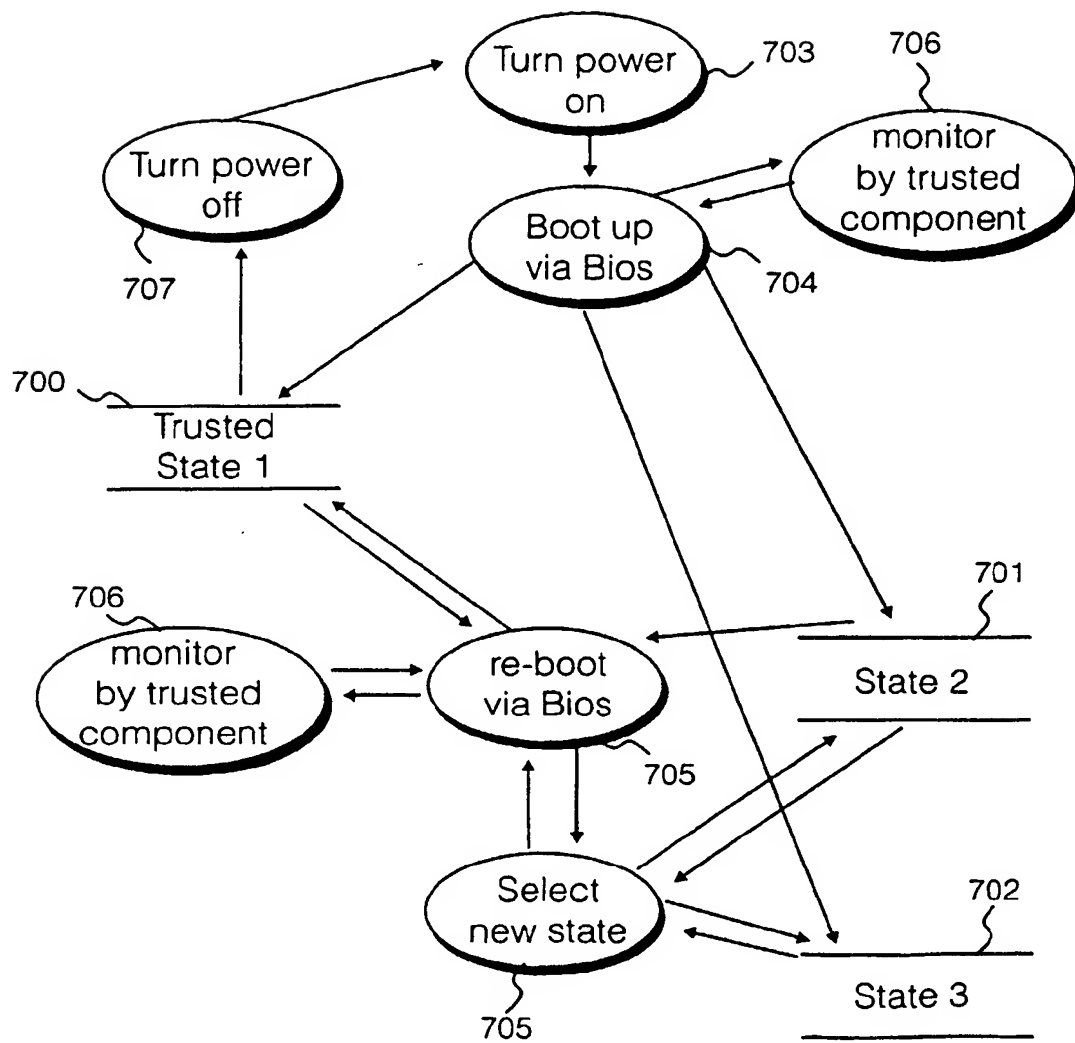 Turn power
on
703
706
monitor
by trusted
component
Turn power
off
707
Boot up
via Bios
704
700
Trusted
State 1
701
State 2
706
monitor
by trusted
component
re-boot
via Bios
705
Select
new state
705
702
State 3